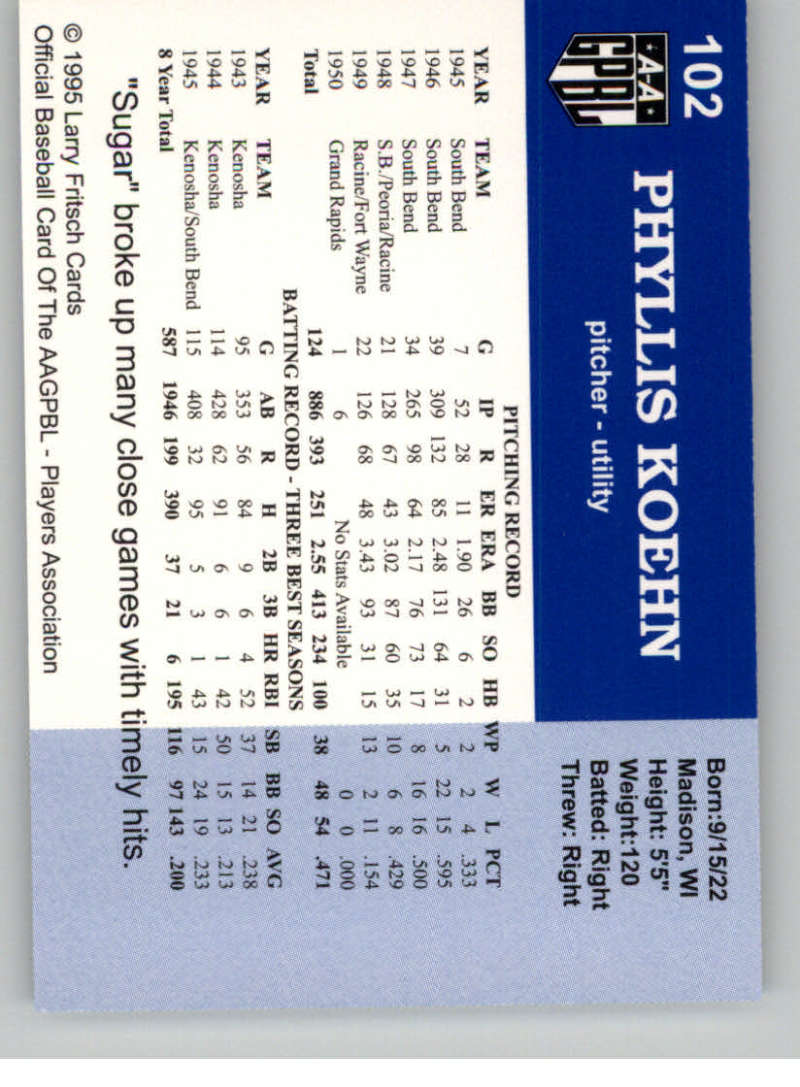 102
A-A
GPBL
PHYLLIS KOEHN
pitcher - utility
Born:9/15/22
Madison, WI
Height: 5'5"
Weight:120
Batted: Right
Threw: Right
PITCHING RECORD
YEAR TEAM G IP R ER ERA BB SO HB WP W L PCT
1945 South Bend 7 52 28 11 1.90 26 6 2 2 2 4 .333
1946 South Bend 39 309 132 85 2.48 131 64 31 5 22 15 .595
1947 South Bend 34 265 98 64 2.17 76 73 17 8 16 16 .500
1948 S.B./Peoria/Racine 21 128 67 43 3.02 87 60 35 10 6 8 .429
1949 Racine/Fort Wayne 22 126 68 48 3.43 93 31 15 13 2 11 .154
1950 Grand Rapids 1 6 No Stats Available 0 0 .000
Total 124 886 393 251 2.55 413 234 100 38 48 54 .471
BATTING RECORD - THREE BEST SEASONS
YEAR TEAM G AB R H 2B 3B HR RBI SB BB SO AVG
1943 Kenosha 95 353 56 84 9 6 4 52 37 14 21 .238
1944 Kenosha 114 428 62 91 6 6 1 42 50 15 13 .213
1945 Kenosha/South Bend 115 408 32 95 5 3 1 43 15 24 19 .233
8 Year Total 587 1946 199 390 37 21 6 195 116 97 143 .200
"Sugar" broke up many close games with timely hits.
© 1995 Larry Fritsch Cards
Official Baseball Card Of The AAGPBL - Players Association